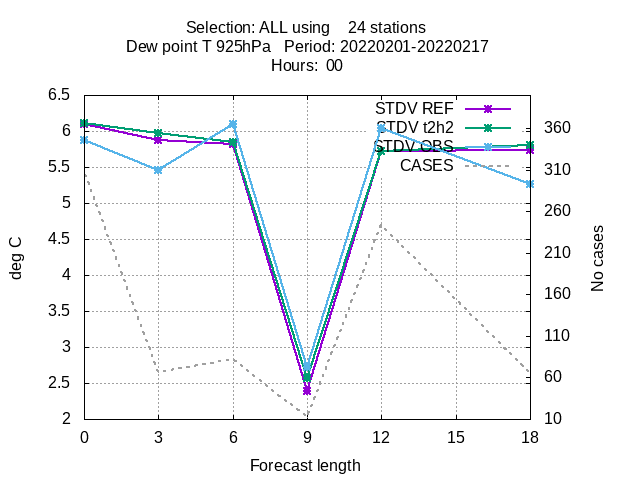 Selection: ALL using    24 stations
Dew point T 925hPa   Period: 20220201-20220217
Hours:  00
STDV REF
STDV t2h2
STDV OBS
CASES
6.5
6
5.5
5
4.5
4
3.5
3
2.5
2
deg C
360
310
260
210
160
110
60
10
No cases
0 3 6 9 12 15 18
Forecast length